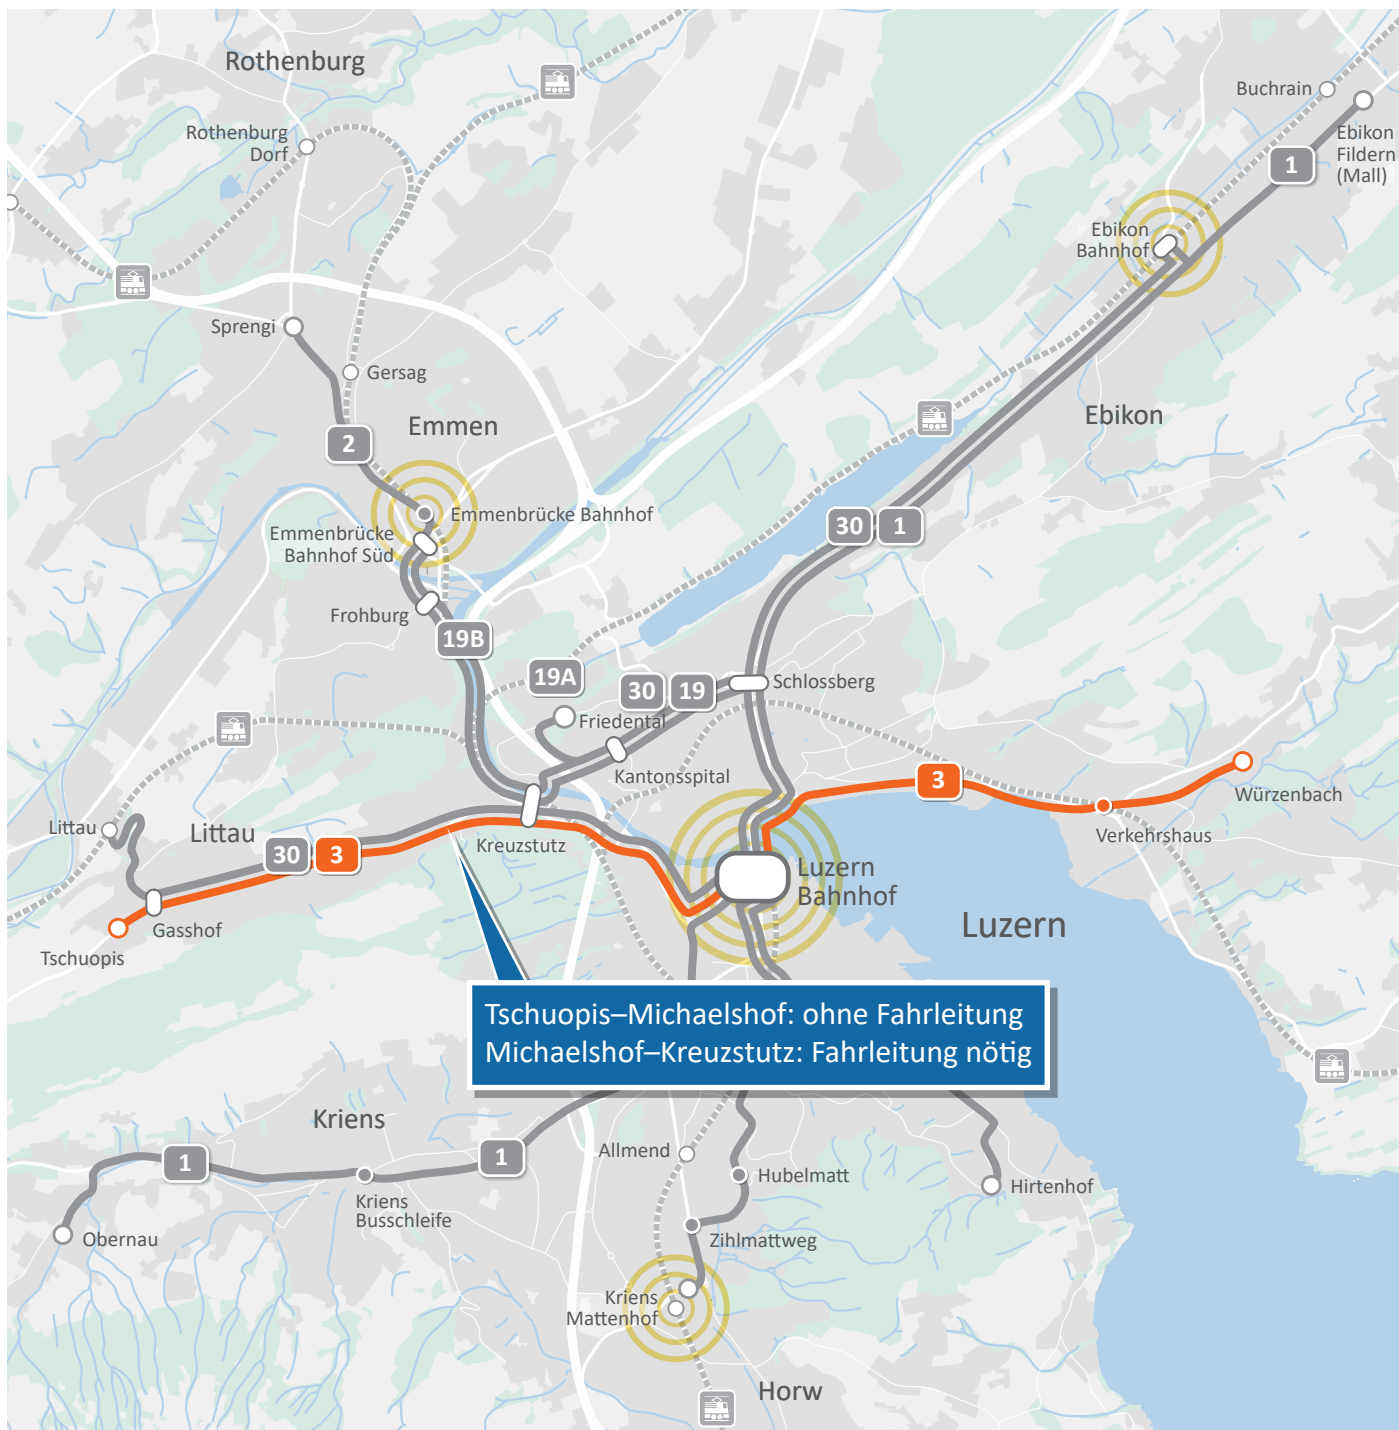 Rothenburg
Buchrain
Rothenburg
Dorf
Ebikon
Fildern
(Mall)
1
Ebikon
Bahnhof
Sprengi
Gersag
Ebikon
2
Emmen
Emmenbrücke Bahnhof
30
1
Emmenbrücke
Bahnhof Süd
Frohburg
19B
19A
30
19
Schlossberg
Friedental
Kantonsspital
3
Würzenbach
Littau
Littau
Verkehrshaus
30
3
Kreuzstutz
Luzern
Bahnhof
Gasshof
Luzern
Tschuopis
Tschuopis–Michaelshof: ohne Fahrleitung
Michaelshof–Kreuzstutz: Fahrleitung nötig
Kriens
1
1
Allmend
Hubelmatt
Hirtenhof
Kriens
Busschleife
Obernau
Zihlmattweg
Kriens
Mattenhof
Horw